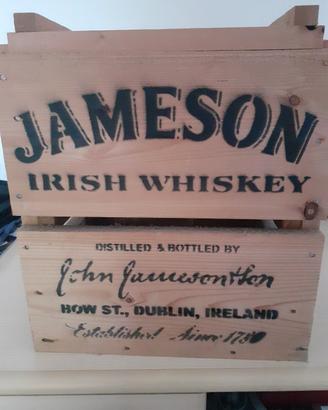 JAMESON
IRISH WHISKEY
DISTILLED & BOTTLED BY
John Jameson & Son
BOW ST., DUBLIN, IRELAND
Established Since 1780